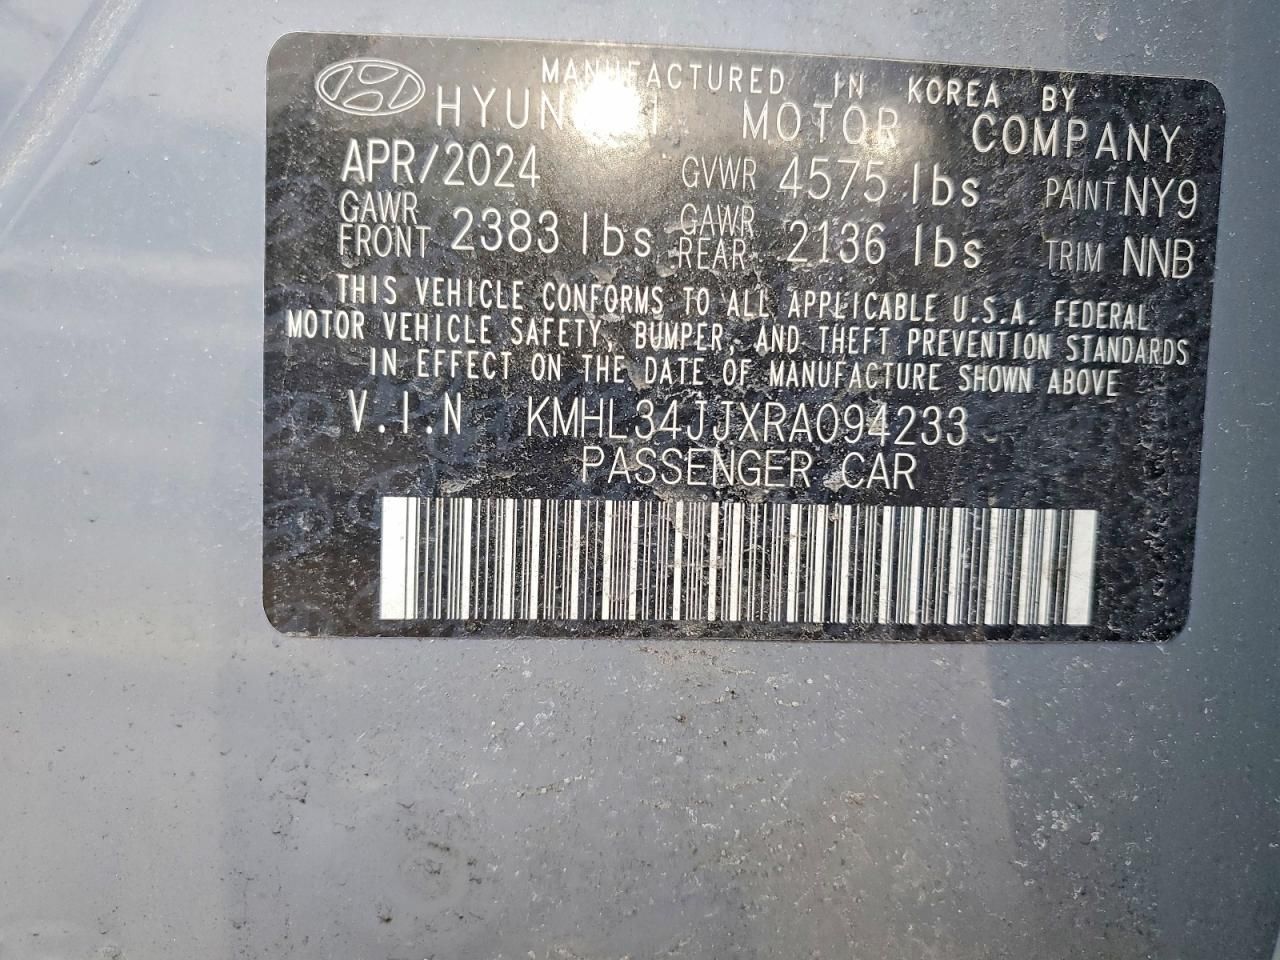 MANUFACTURED IN KOREA BY
HYUNDAI MOTOR COMPANY
APR/2024 GVWR 4575 lbs PAINT NY9
GAWR FRONT 2383 lbs GAWR REAR 2136 lbs TRIM NNB
THIS VEHICLE CONFORMS TO ALL APPLICABLE U.S.A. FEDERAL
MOTOR VEHICLE SAFETY, BUMPER, AND THEFT PREVENTION STANDARDS
IN EFFECT ON THE DATE OF MANUFACTURE SHOWN ABOVE
V.I.N KMHL34JJXRA094233
PASSENGER CAR